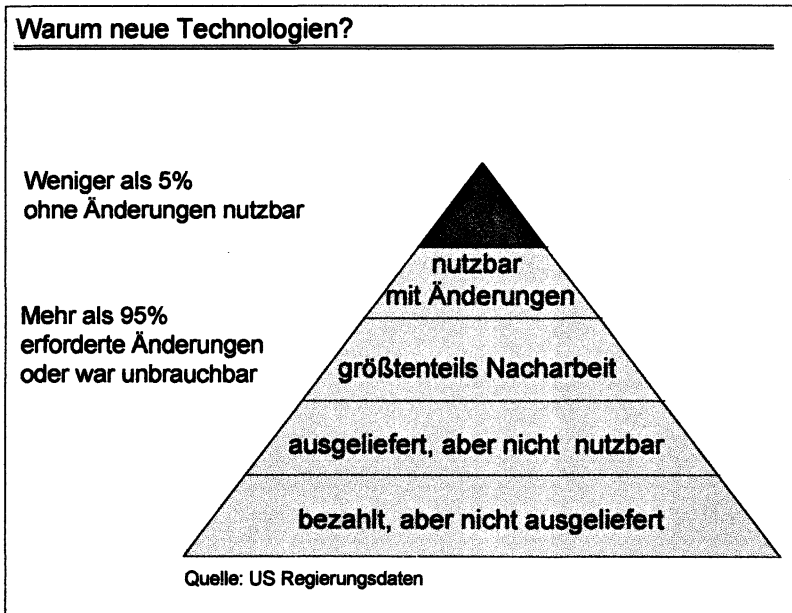 Warum neue Technologien?
Weniger als 5%
ohne Änderungen nutzbar
nutzbar
mit Änderungen
Mehr als 95%
erforderte Änderungen
oder war unbrauchbar
größtenteils Nacharbeit
ausgeliefert, aber nicht nutzbar
bezahlt, aber nicht ausgeliefert
Quelle: US Regierungsdaten